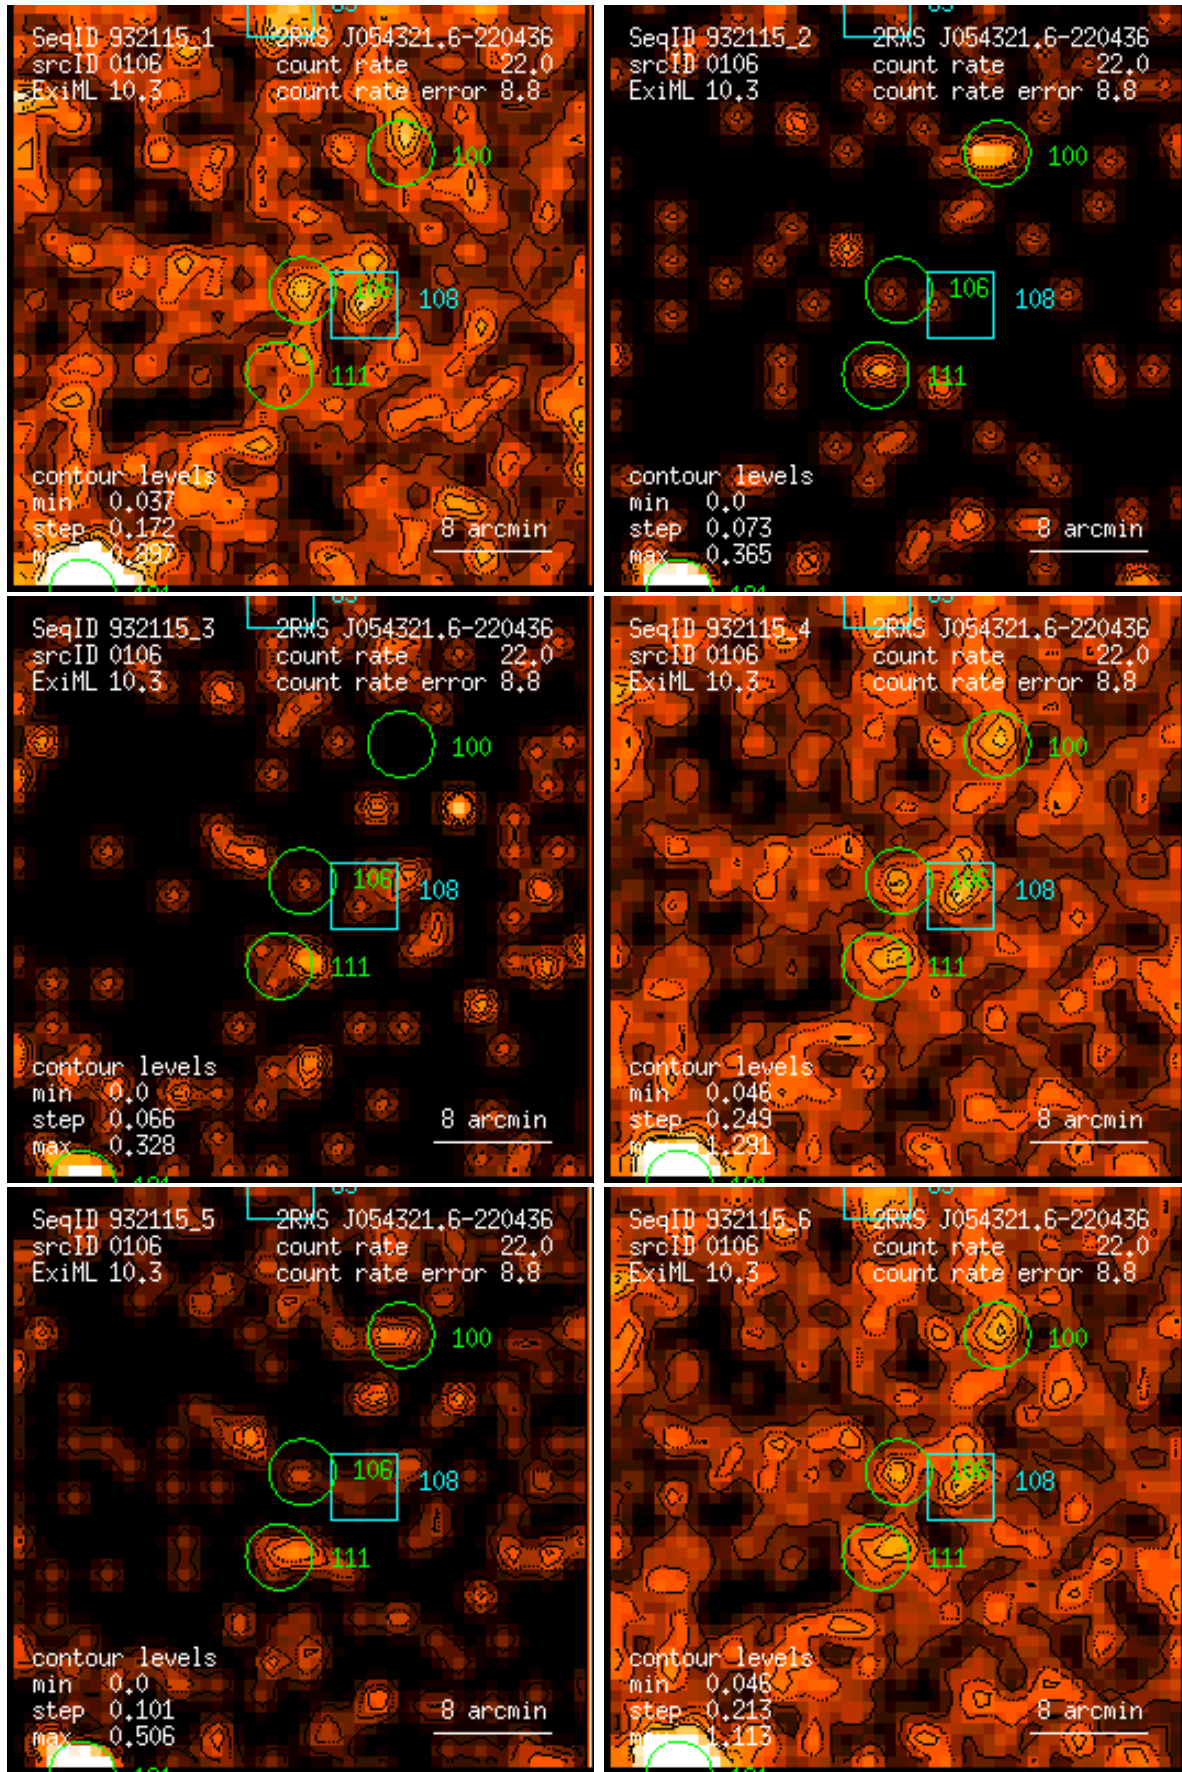 SeqID 932115_1 2RXS J054321.6-220436
srcID 0106 count rate 22.0
ExiML 10.3 count rate error 8.8
100
106
108
111
contour levels
min 0.037
step 0.172
8 arcmin
SeqID 932115_2 2RXS J054321.6-220436
srcID 0106 count rate 22.0
ExiML 10.3 count rate error 8.8
100
106
108
111
contour levels
min 0.0
step 0.073
8 arcmin
max 0.365
SeqID 932115_3 2RXS J054321.6-220436
srcID 0106 count rate 22.0
ExiML 10.3 count rate error 8.8
100
106
108
111
contour levels
min 0.0
step 0.066
8 arcmin
max 0.328
SeqID 932115_4 2RXS J054321.6-220436
srcID 0106 count rate 22.0
ExiML 10.3 count rate error 8.8
100
106
108
111
contour levels
min 0.046
step 0.249
8 arcmin
1.291
SeqID 932115_5 2RXS J054321.6-220436
srcID 0106 count rate 22.0
ExiML 10.3 count rate error 8.8
100
106
108
111
contour levels
min 0.0
step 0.101
8 arcmin
max 0.506
SeqID 932115_6 2RXS J054321.6-220436
srcID 0106 count rate 22.0
ExiML 10.3 count rate error 8.8
100
106
108
111
contour levels
min 0.046
step 0.213
8 arcmin
1.113